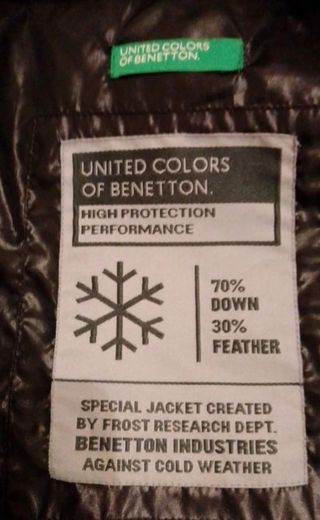 UNITED COLORS
OF BENETTON.
UNITED COLORS
OF BENETTON.
HIGH PROTECTION
PERFORMANCE
70%
DOWN
30%
FEATHER
SPECIAL JACKET CREATED
BY FROST RESEARCH DEPT.
BENETTON INDUSTRIES
AGAINST COLD WEATHER